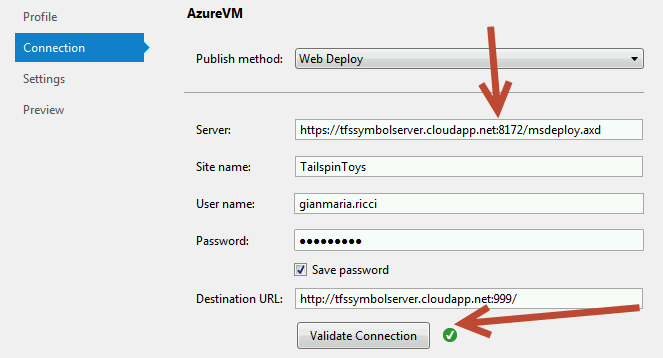 AzureVM
Profile
Connection
Settings
Preview
Publish method: Web Deploy
Server: https://tfssymbolserver.cloudapp.net:8172/msdeploy.axd
Site name: TailspinToys
User name: gianmaria.ricci
Password: ●●●●●●●●●
Save password
Destination URL: http://tfssymbolserver.cloudapp.net:999/
Validate Connection